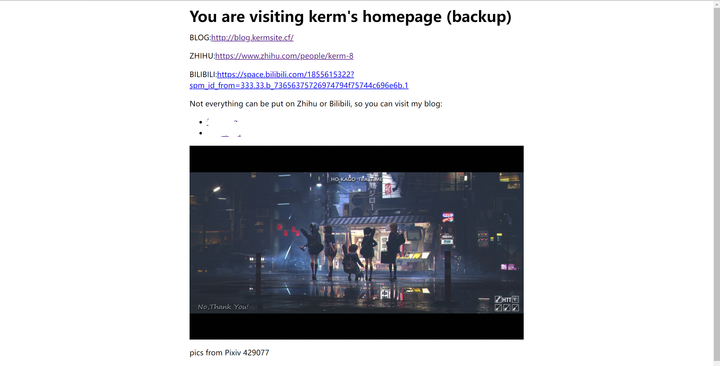 You are visiting kerm's homepage (backup)
BLOG:http://blog.kermsite.cf/
ZHIHU:https://www.zhihu.com/people/kerm-8
BILIBILI:https://space.bilibili.com/1855615322?
spm_id_from=333.33.b_73656375726974794f75744c696e6b.1
Not everything can be put on Zhihu or Bilibili, so you can visit my blog:
HO-KAGO-TEA-TIME
No, Thank You!
HTT
pics from Pixiv 429077